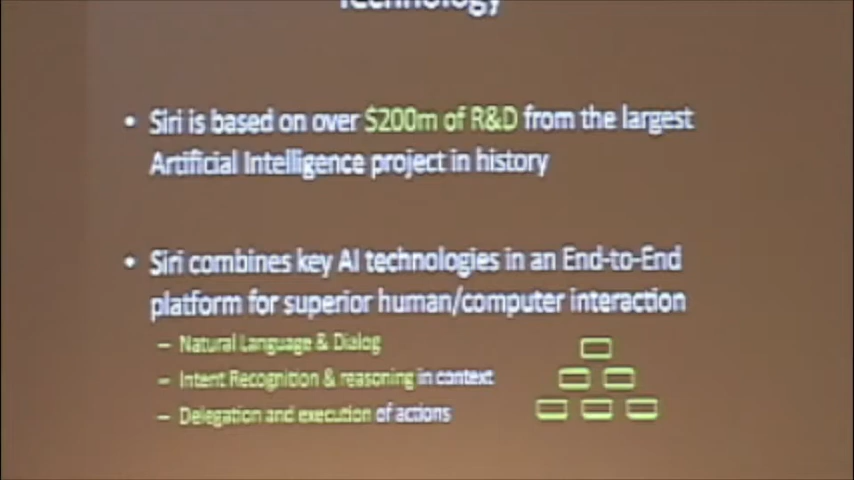 Technology
• Siri is based on over $200m of R&D from the largest
Artificial Intelligence project in history
• Siri combines key AI technologies in an End-to-End
platform for superior human/computer interaction
– Natural Language & Dialog
– Intent Recognition & reasoning in context
– Delegation and execution of actions